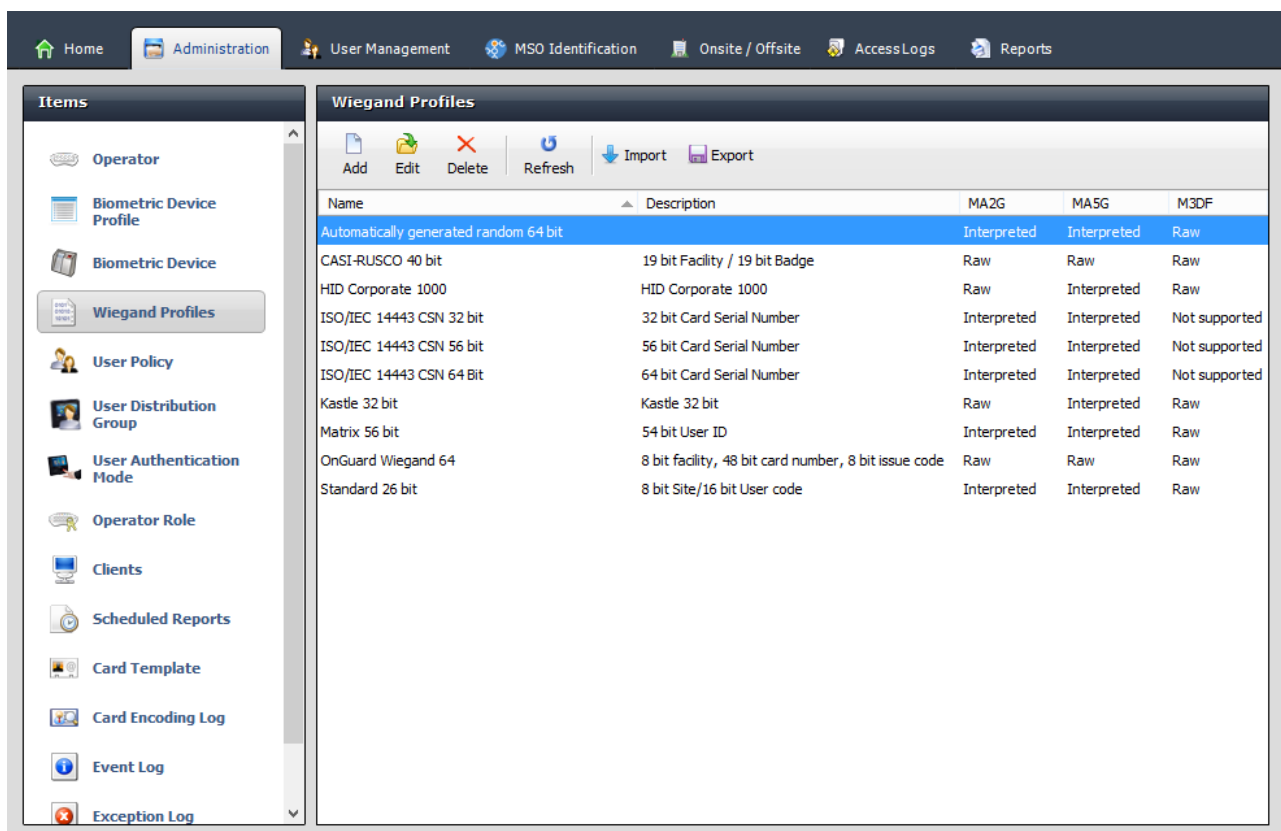 Home Administration User Management MSO Identification Onsite / Offsite Access Logs Reports
Items
Operator
Biometric Device
Profile
Biometric Device
Wiegand Profiles
User Policy
User Distribution
Group
User Authentication
Mode
Operator Role
Clients
Scheduled Reports
Card Template
Card Encoding Log
Event Log
Exception Log
Wiegand Profiles
Add Edit Delete Refresh Import Export
Name Description MA2G MA5G M3DF
Automatically generated random 64 bit Interpreted Interpreted Raw
CASI-RUSCO 40 bit 19 bit Facility / 19 bit Badge Raw Raw Raw
HID Corporate 1000 HID Corporate 1000 Raw Interpreted Raw
ISO/IEC 14443 CSN 32 bit 32 bit Card Serial Number Interpreted Interpreted Not supported
ISO/IEC 14443 CSN 56 bit 56 bit Card Serial Number Interpreted Interpreted Not supported
ISO/IEC 14443 CSN 64 Bit 64 bit Card Serial Number Interpreted Interpreted Not supported
Kastle 32 bit Kastle 32 bit Raw Interpreted Raw
Matrix 56 bit 54 bit User ID Interpreted Interpreted Raw
OnGuard Wiegand 64 8 bit facility, 48 bit card number, 8 bit issue code Raw Raw Raw
Standard 26 bit 8 bit Site/16 bit User code Interpreted Interpreted Raw